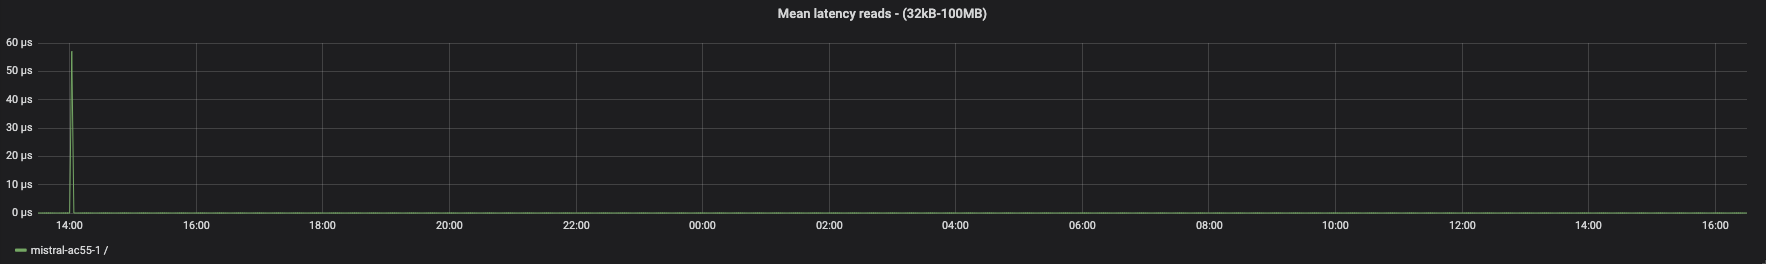 Mean latency reads - (32kB-100MB)
60 µs
50 µs
40 µs
30 µs
20 µs
10 µs
0 µs
14:00 16:00 18:00 20:00 22:00 00:00 02:00 04:00 06:00 08:00 10:00 12:00 14:00 16:00
mistral-ac55-1 /